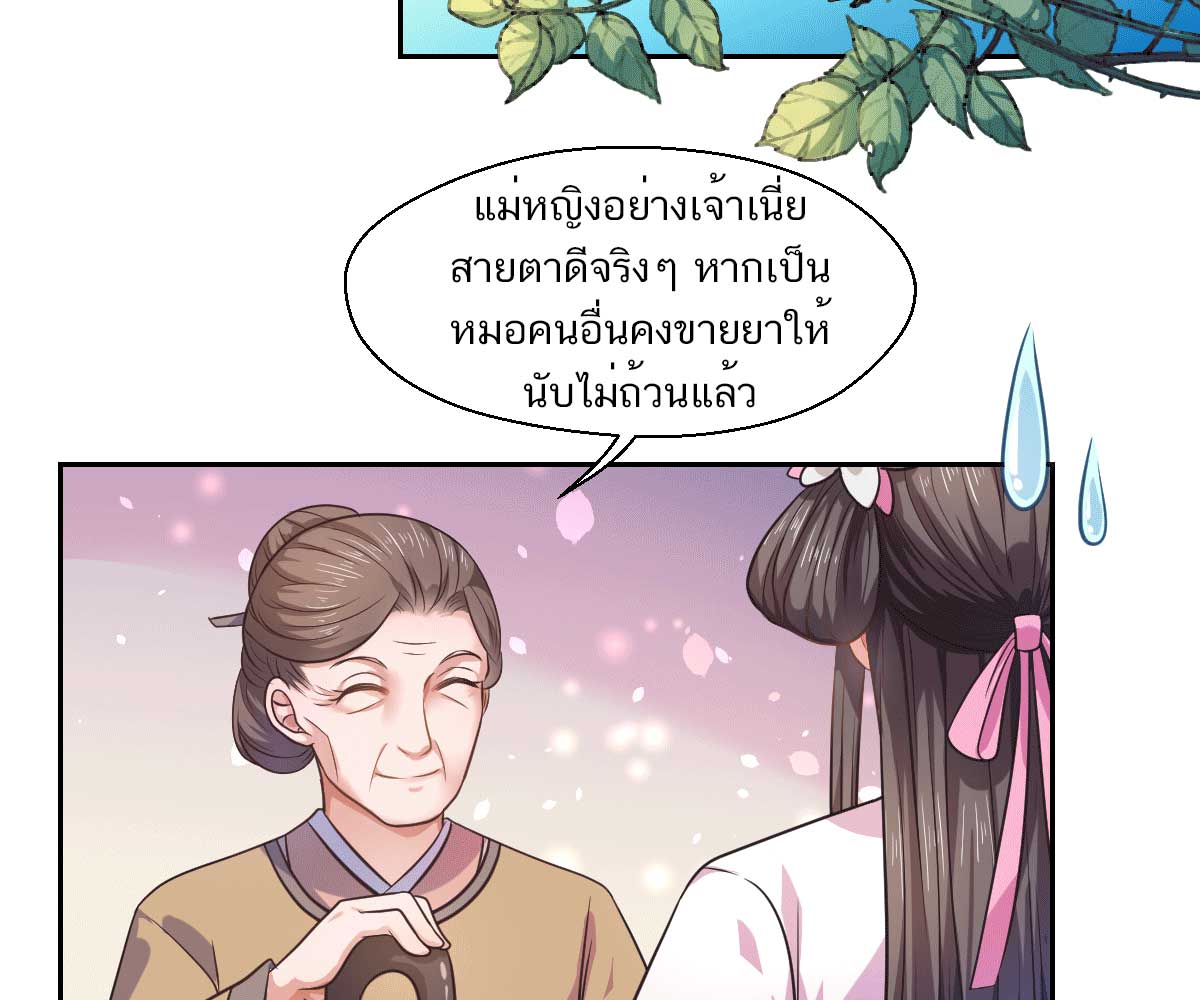 แม่หญิงอย่างเจ้าเนี่ย
สายตาดีจริงๆ หากเป็น
หมอคนอื่นคงขายยาให้
นับไม่ถ้วนแล้ว